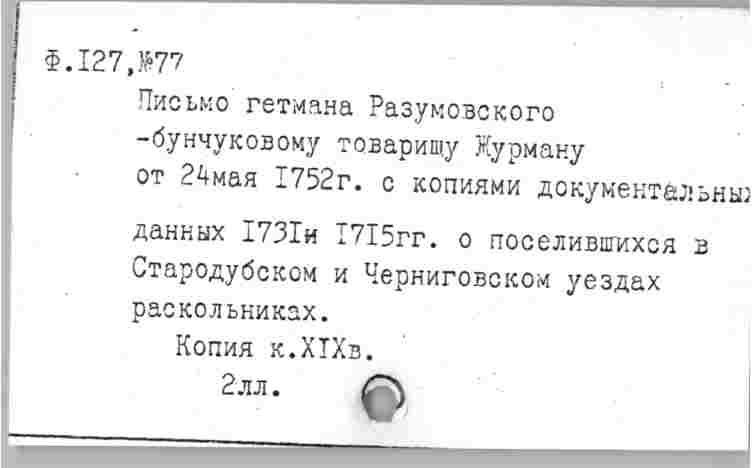 Ф.I27,№77
Письмо гетмана Разумовского
-бунчуковому товарищу Журману
от 24мая I752г. с копиями документальных
данных I73Iи I7I5гг. о поселившихся в
Стародубском и Черниговском уездах
раскольниках.
Копия к.XIXв.
2лл.